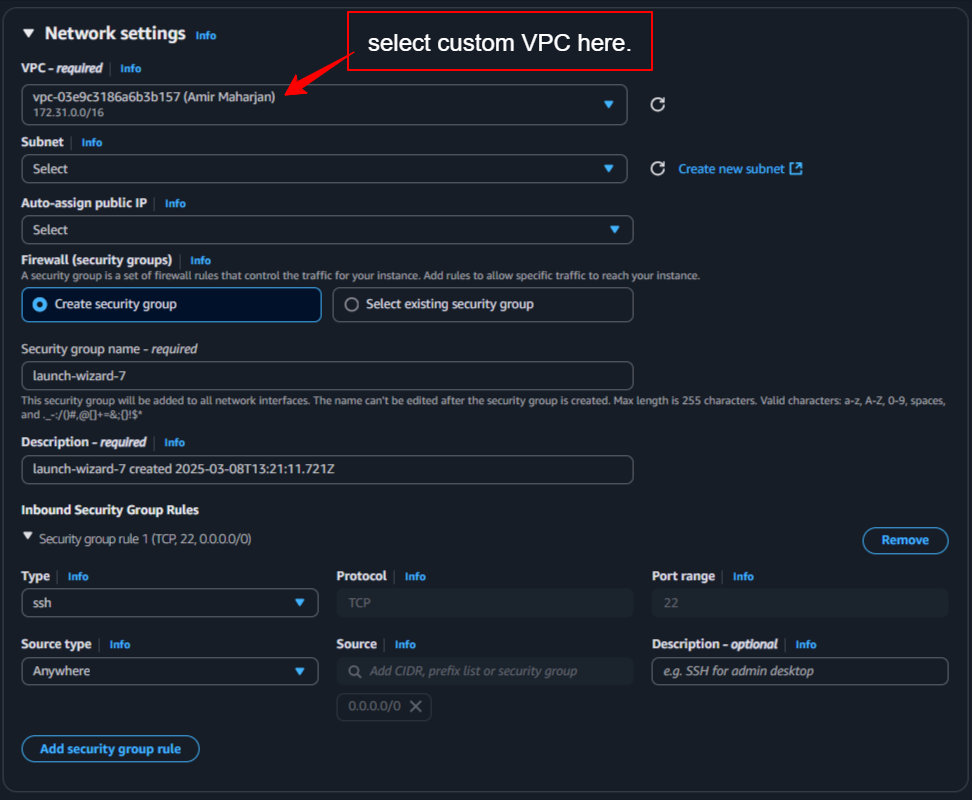 select custom VPC here.
Network settings Info
VPC – required Info
vpc-03e9c3186a6b3b157 (Amir Maharjan)
172.31.0.0/16
Subnet Info
Select
Create new subnet
Auto-assign public IP Info
Select
Firewall (security groups) Info
A security group is a set of firewall rules that control the traffic for your instance. Add rules to allow specific traffic to reach your instance.
Create security group
Select existing security group
Security group name – required
launch-wizard-7
This security group will be added to all network interfaces. The name can't be edited after the security group is created. Max length is 255 characters. Valid characters: a-z, A-Z, 0-9, spaces,
and ._-:/()#,@[]+=&;{}!$*
Description – required Info
launch-wizard-7 created 2025-03-08T13:21:11.721Z
Inbound Security Group Rules
Security group rule 1 (TCP, 22, 0.0.0.0/0)
Remove
Type Info
Protocol Info
Port range Info
ssh
TCP
22
Source type Info
Source Info
Description – optional Info
Anywhere
Add CIDR, prefix list or security group
e.g. SSH for admin desktop
0.0.0.0/0
Add security group rule